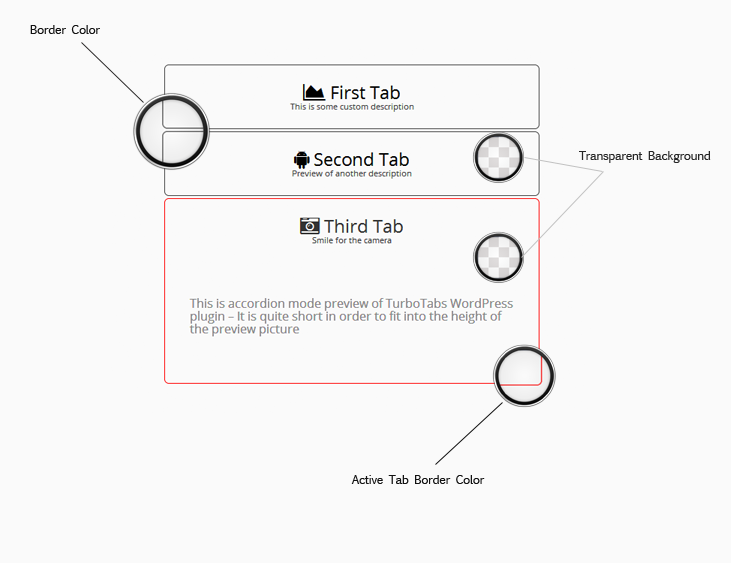 Border Color
First Tab
This is some custom description
Second Tab
Preview of another description
Transparent Background
Third Tab
Smile for the camera
This is accordion mode preview of TurboTabs WordPress
plugin – It is quite short in order to fit into the height of
the preview picture
Active Tab Border Color